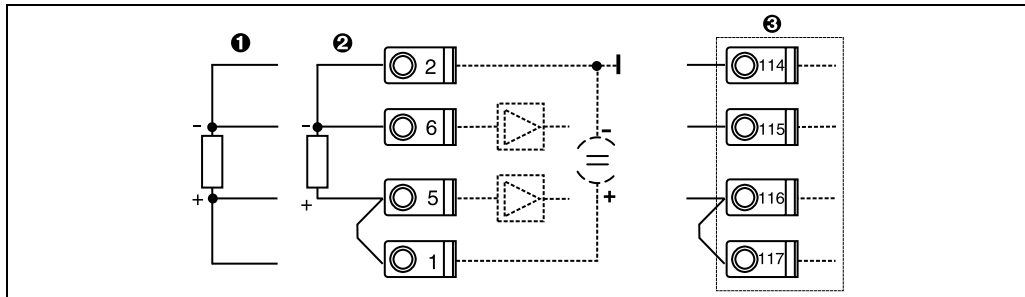 ❶ ❷ ❸
2 114
- - 6 - 115
+ + 5 + 116
1 117